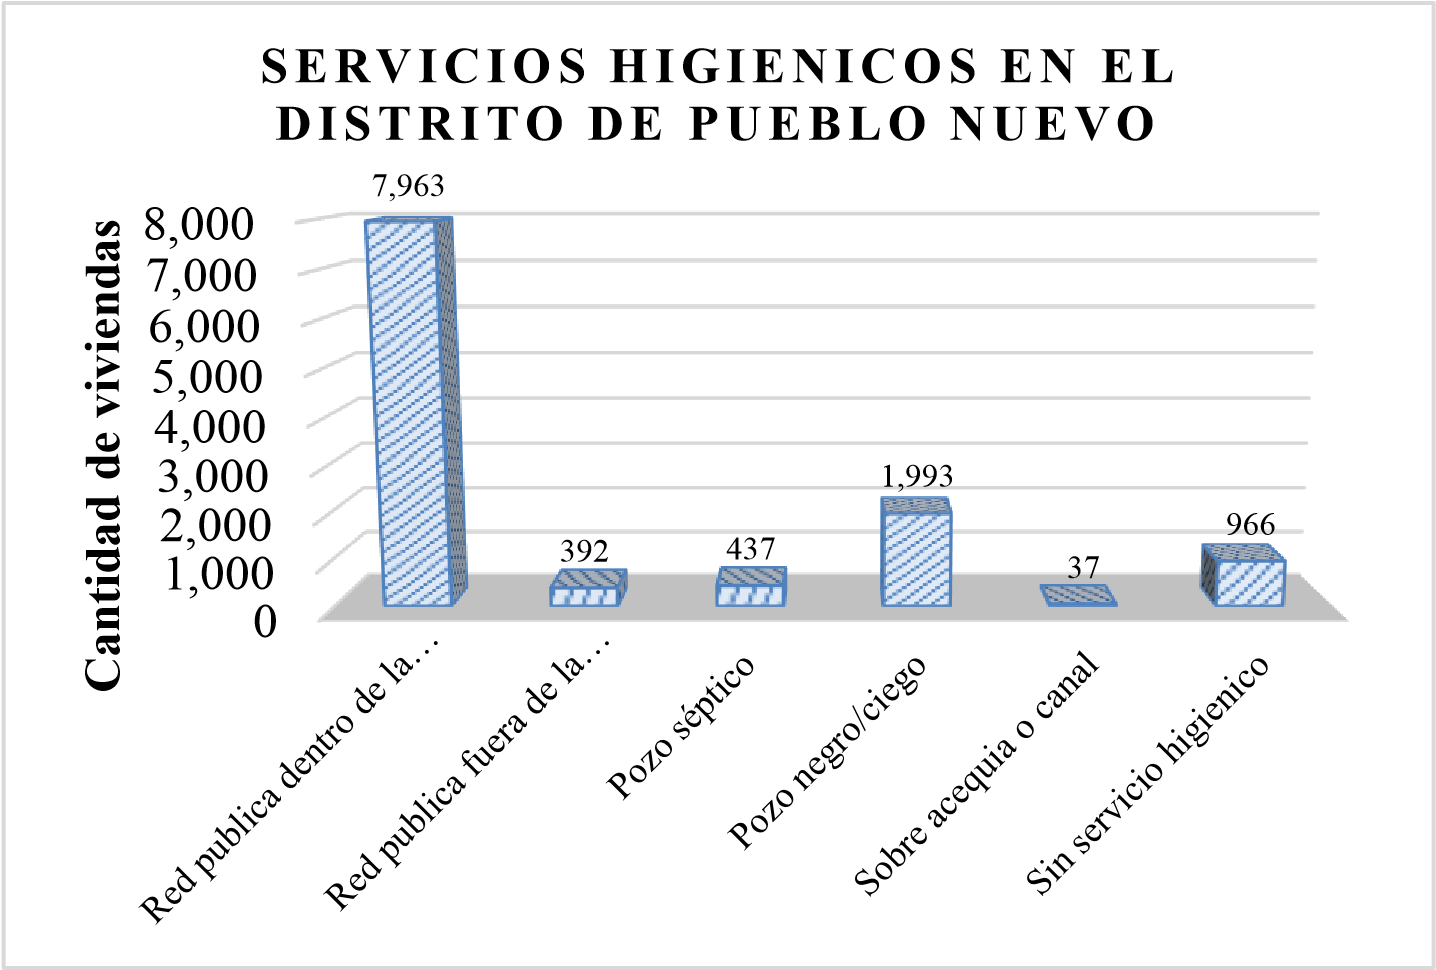 SERVICIOS HIGIENICOS EN EL
DISTRITO DE PUEBLO NUEVO
Cantidad de viviendas
8,000
7,000
6,000
5,000
4,000
3,000
2,000
1,000
0
7,963
392
437
1,993
37
966
Red publica dentro de la…
Red publica fuera de la…
Pozo séptico
Pozo negro/ciego
Sobre acequia o canal
Sin servicio higienico